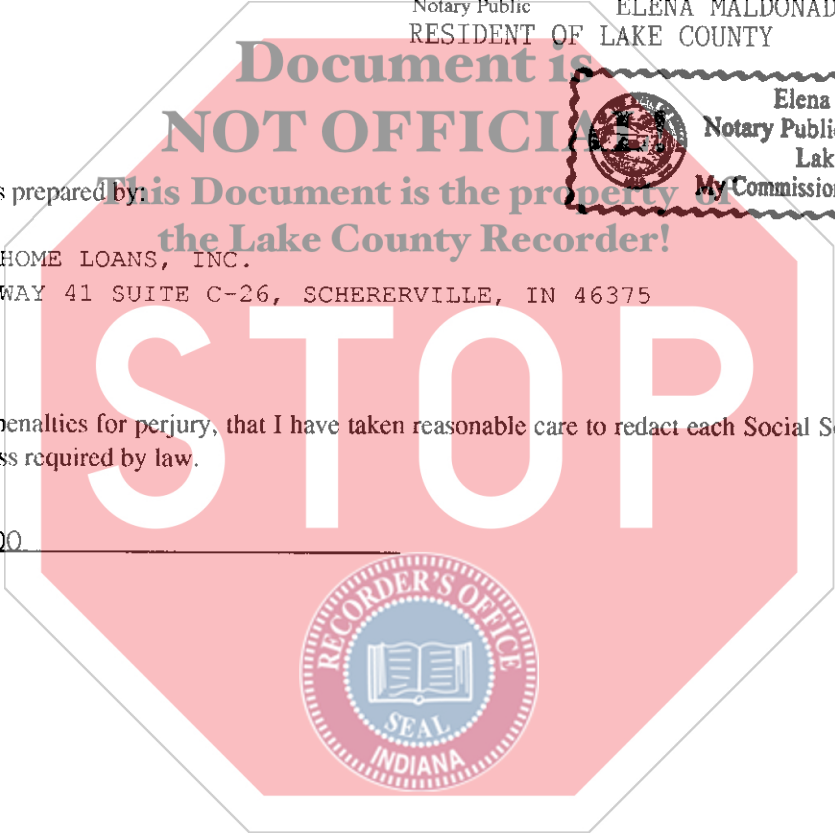 Notary Public ELENA MALDONAD
RESIDENT OF LAKE COUNTY
Document is
NOT OFFICIAL!
Elena
Notary Publi
Lak
My Commission
This Document is the property of
the Lake County Recorder!
s prepared by:
HOME LOANS, INC.
WAY 41 SUITE C-26, SCHERERVILLE, IN 46375
STOP
penalties for perjury, that I have taken reasonable care to redact each Social S
ss required by law.
RECORDER'S OFFICE
SEAL
INDIANA